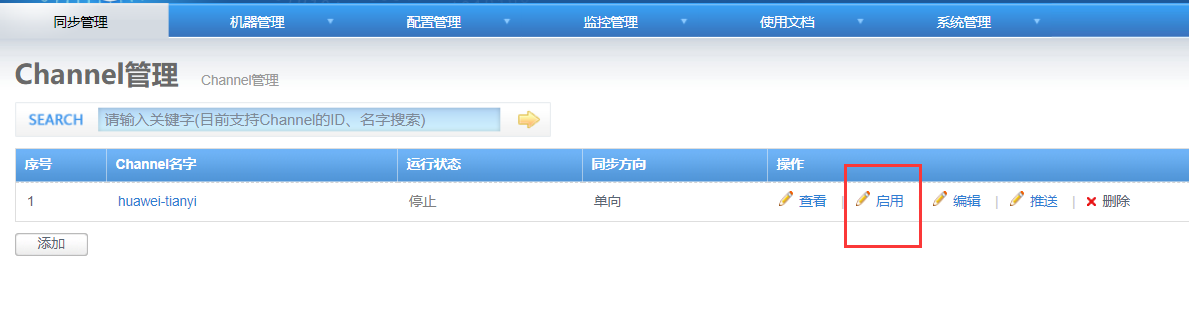 同步管理 机器管理 配置管理 监控管理 使用文档 系统管理
Channel管理 Channel管理
SEARCH 请输入关键字(目前支持Channel的ID、名字搜索)
序号 Channel名字 运行状态 同步方向 操作
1 huawei-tianyi 停止 单向 查看 | 启用 | 编辑 | 推送 | 删除
添加